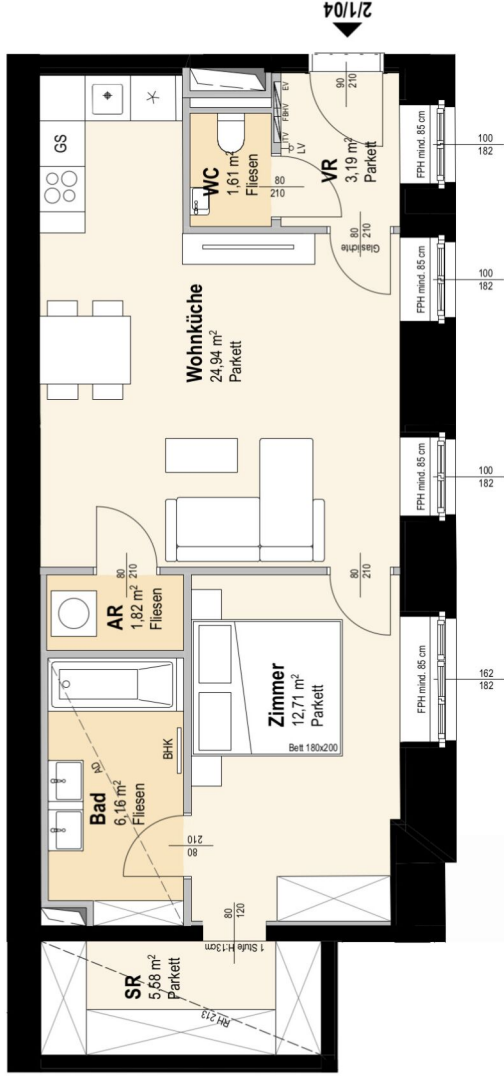 2/1/04
90
210
EV
FBHV
TV
LV
VR
3,19 m²
Parkett
FPH mind. 85 cm
100
182
GS
WC
1,61 m²
Fliesen
80
210
80
210
Glaslichte
FPH mind. 85 cm
100
182
Wohnküche
24,94 m²
Parkett
FPH mind. 85 cm
100
182
80
210
80
210
AR
1,82 m²
Fliesen
Zimmer
12,71 m²
Parkett
Bett 180x200
FPH mind. 85 cm
162
182
AD
BHK
Bad
6,16 m²
Fliesen
80
210
80
120
1 Stufe H:13cm
SR
5,58 m²
Parkett
RH 213